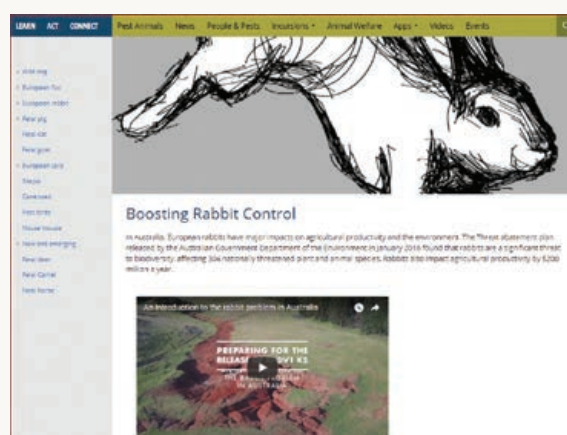 LEARN ACT CONNECT Pest Animals News People & Pests Incursions Animal Welfare Apps Videos Events
Wild dog
European fox
European rabbit
Feral pig
Feral cat
Feral goat
European carp
Tilapia
Cane toad
Pest birds
House mouse
New and emerging
Feral deer
Feral Camel
Feral horse
Boosting Rabbit Control
In Australia, European rabbits have major impacts on agricultural productivity and the environment. The Threat abatement plan
released by the Australian Government Department of the Environment in January 2016 found that rabbits are a significant threat
to biodiversity, affecting 304 nationally threatened plant and animal species. Rabbits also impact agricultural productivity by $200
million a year.
An introduction to the rabbit problem in Australia
PREPARING FOR THE
RELEASE K5
THE RABBIT PROBLEM
IN AUSTRALIA